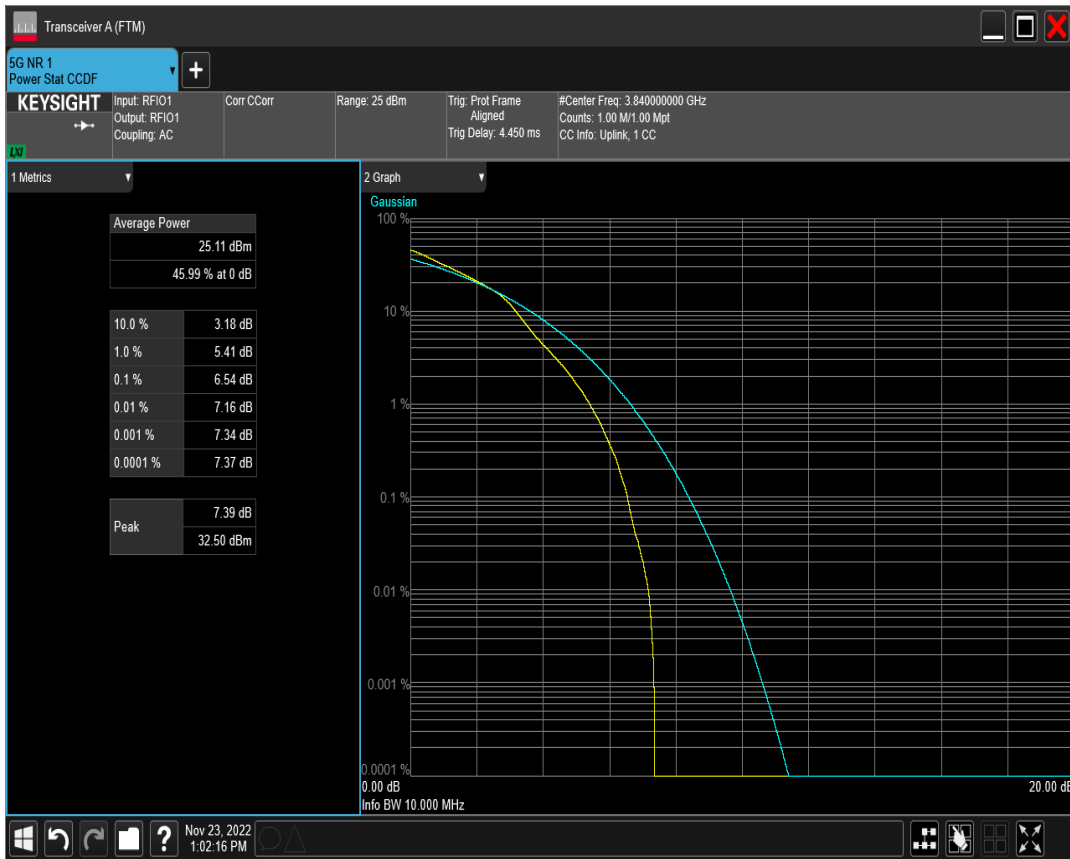 Transceiver A (FTM)
5G NR 1
Power Stat CCDF
+
KEYSIGHT
LXI
Input: RFIO1
Output: RFIO1
Coupling: AC
Corr CCorr
Range: 25 dBm
Trig: Prot Frame
Aligned
Trig Delay: 4.450 ms
#Center Freq: 3.840000000 GHz
Counts: 1.00 M/1.00 Mpt
CC Info: Uplink, 1 CC
1 Metrics
Average Power
25.11 dBm
45.99 % at 0 dB
10.0 % 3.18 dB
1.0 % 5.41 dB
0.1 % 6.54 dB
0.01 % 7.16 dB
0.001 % 7.34 dB
0.0001 % 7.37 dB
Peak
7.39 dB
32.50 dBm
2 Graph
Gaussian
100 %
10 %
1 %
0.1 %
0.01 %
0.001 %
0.0001 %
0.00 dB 20.00 dB
Info BW 10.000 MHz
?
Nov 23, 2022
1:02:16 PM